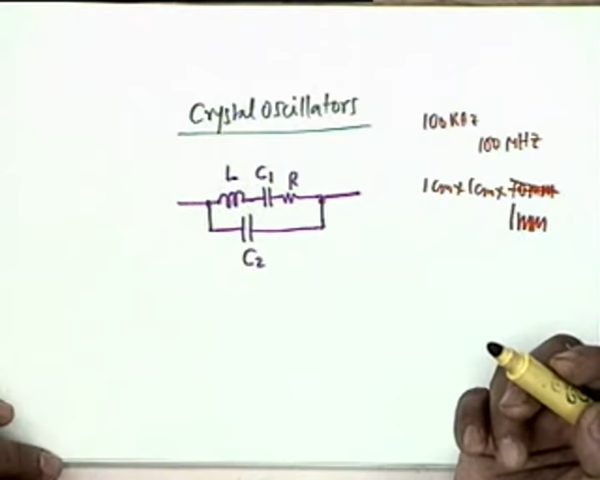 Crystal Oscillators
100 KHz
100 MHz
L C1 R
C2
1cm x 1cm x
1mm